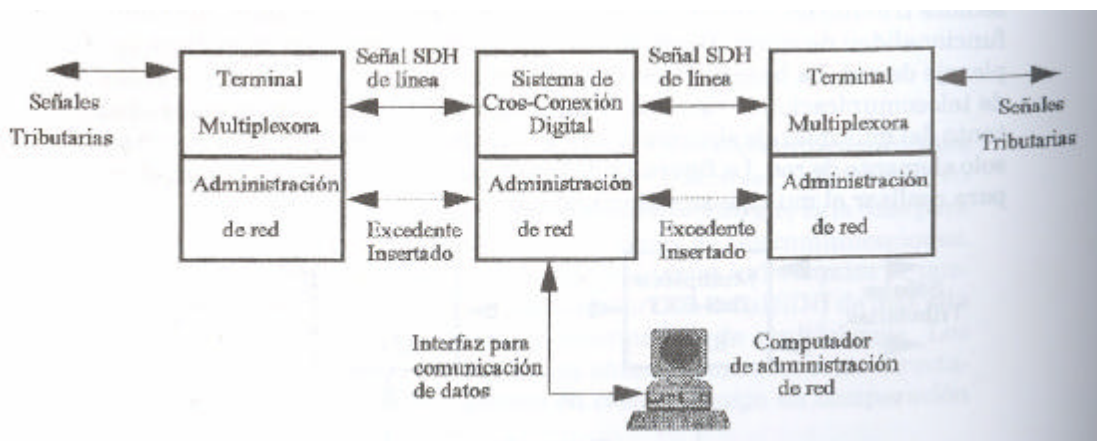 Señales
Tributarias
Terminal
Multiplexora
Administración
de red
Señal SDH
de línea
Excedente
Insertado
Sistema de
Cros-Conexión
Digital
Administración
de red
Señal SDH
de línea
Excedente
Insertado
Terminal
Multiplexora
Administración
de red
Señales
Tributarias
Interfaz para
comunicación
de datos
Computador
de administración
de red